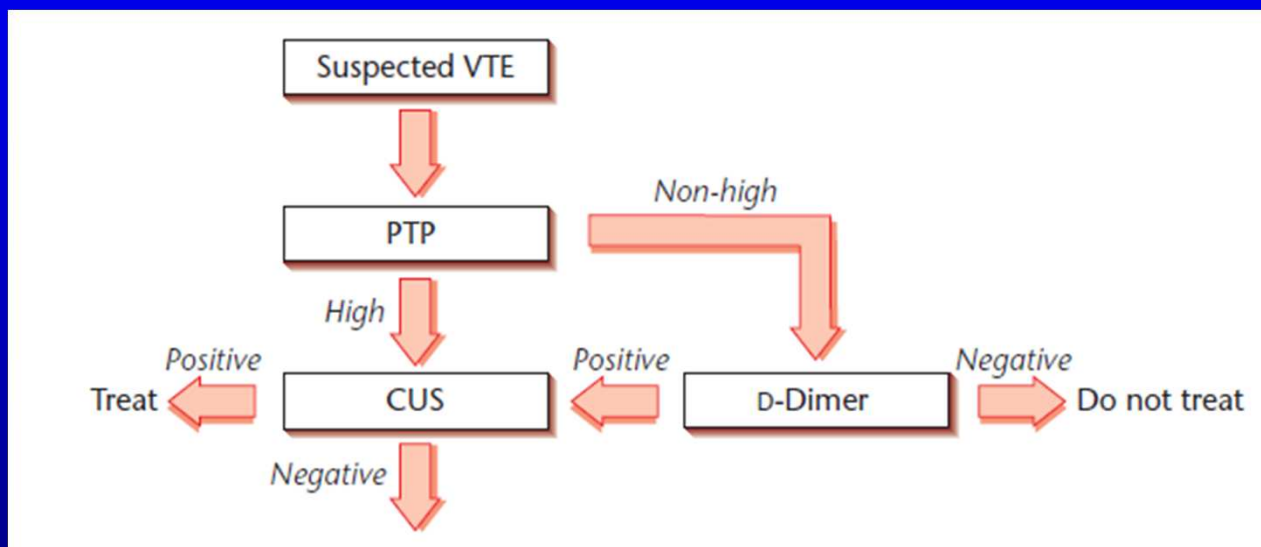 Suspected VTE
PTP
Non-high
High
Positive
Treat
CUS
Positive
D-Dimer
Negative
Do not treat
Negative